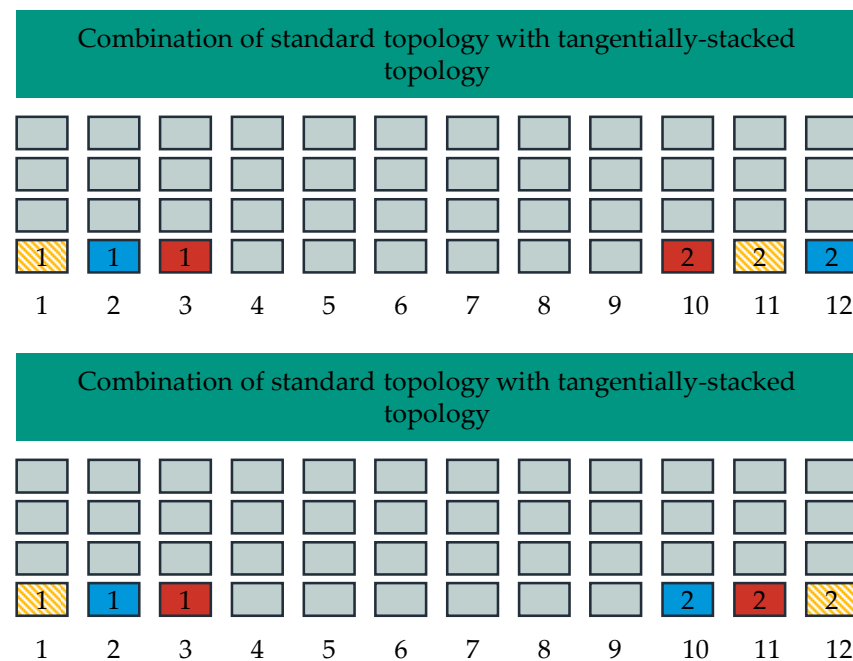 Combination of standard topology with tangentially-stacked
topology
1 1 1 2 2 2
1 2 3 4 5 6 7 8 9 10 11 12
Combination of standard topology with tangentially-stacked
topology
1 1 1 2 2 2
1 2 3 4 5 6 7 8 9 10 11 12